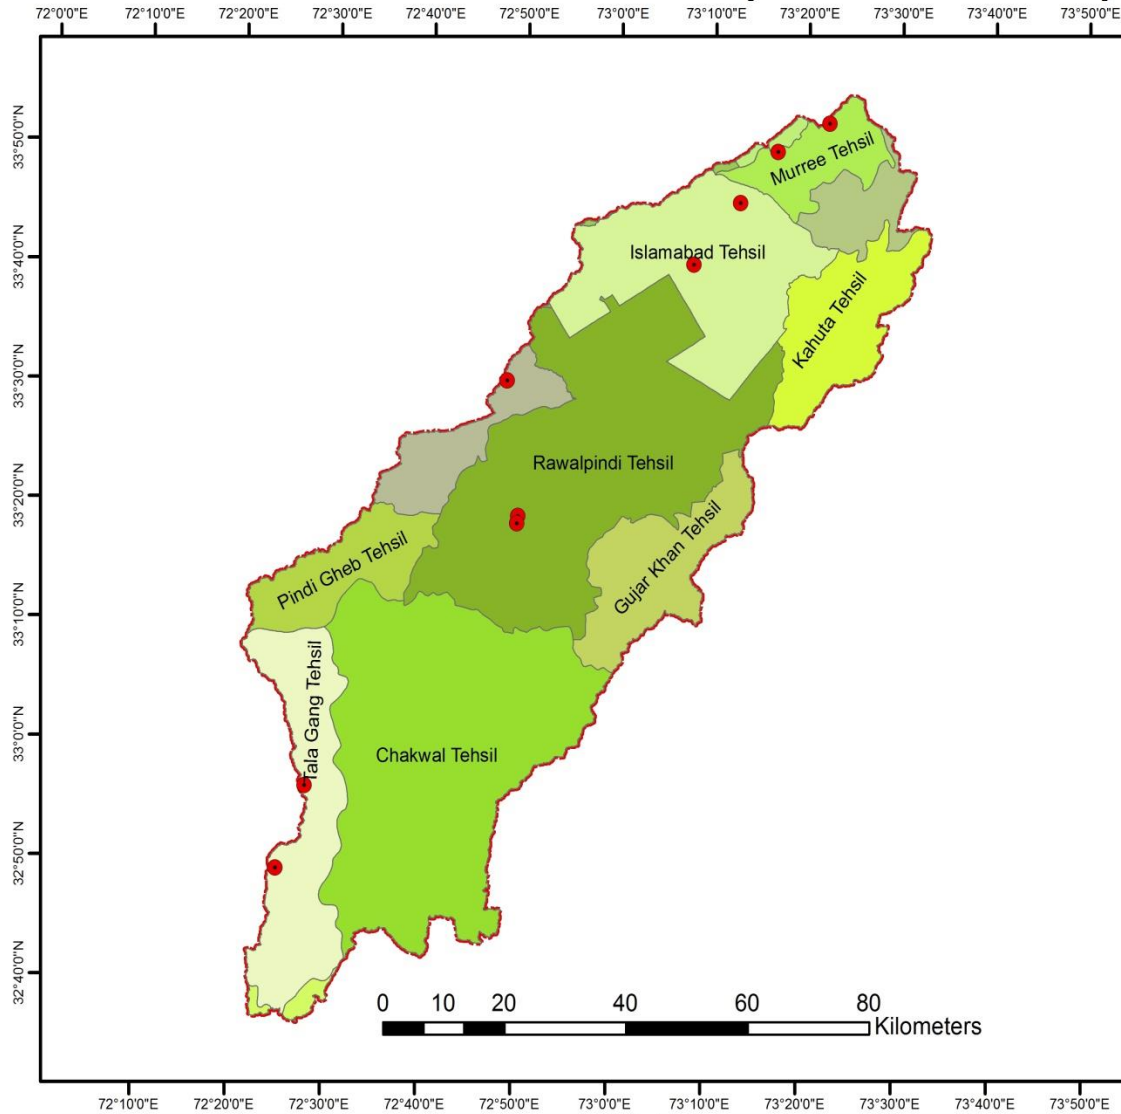 72°0'0"E 72°10'0"E 72°20'0"E 72°30'0"E 72°40'0"E 72°50'0"E 73°0'0"E 73°10'0"E 73°20'0"E 73°30'0"E 73°40'0"E 73°50'0"E
33°50'0"N
Murree Tehsil
Islamabad Tehsil
33°40'0"N
Kahuta Tehsil
33°30'0"N
Rawalpindi Tehsil
33°20'0"N
Gujar Khan Tehsil
Pindi Gheb Tehsil
33°10'0"N
Tala Gang Tehsil
33°0'0"N
Chakwal Tehsil
32°50'0"N
32°40'0"N
0 10 20 40 60 80
Kilometers
72°10'0"E 72°20'0"E 72°30'0"E 72°40'0"E 72°50'0"E 73°0'0"E 73°10'0"E 73°20'0"E 73°30'0"E 73°40'0"E 73°50'0"E